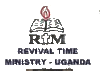 RTM
REVIVAL TIME
MINISTRY - UGANDA